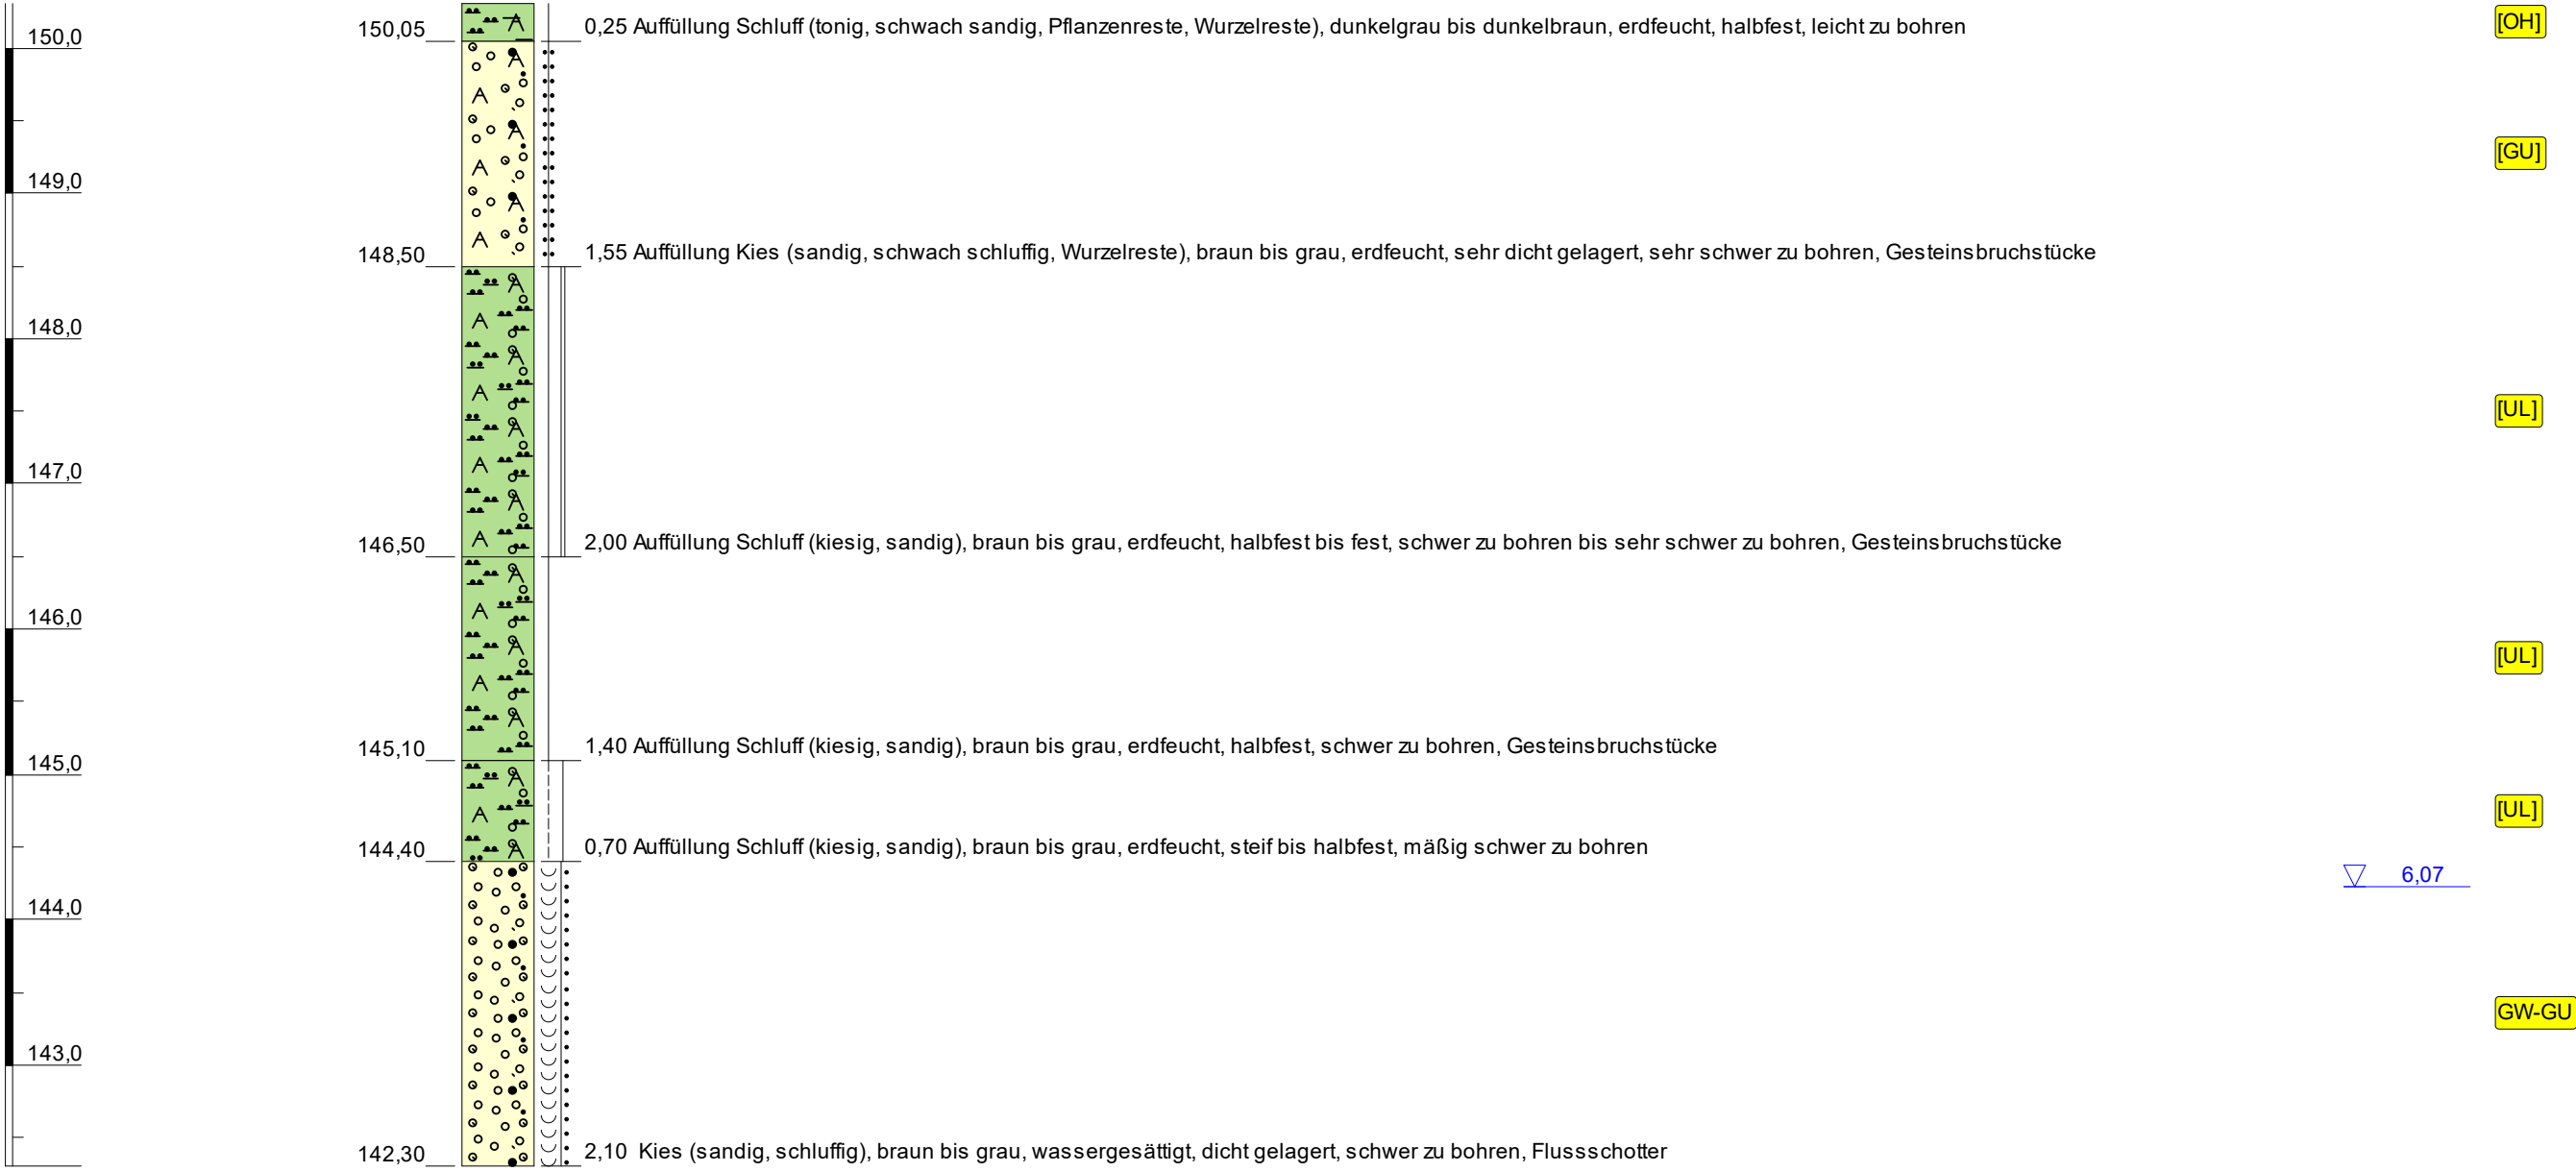 150,05 0,25 Auffüllung Schluff (tonig, schwach sandig, Pflanzenreste, Wurzelreste), dunkelgrau bis dunkelbraun, erdfeucht, halbfest, leicht zu bohren [OH]
150,0
[GU]
149,0
148,50 1,55 Auffüllung Kies (sandig, schwach schluffig, Wurzelreste), braun bis grau, erdfeucht, sehr dicht gelagert, sehr schwer zu bohren, Gesteinsbruchstücke
148,0
[UL]
147,0
146,50 2,00 Auffüllung Schluff (kiesig, sandig), braun bis grau, erdfeucht, halbfest bis fest, schwer zu bohren bis sehr schwer zu bohren, Gesteinsbruchstücke
146,0
[UL]
145,10 1,40 Auffüllung Schluff (kiesig, sandig), braun bis grau, erdfeucht, halbfest, schwer zu bohren, Gesteinsbruchstücke
145,0
[UL]
144,40 0,70 Auffüllung Schluff (kiesig, sandig), braun bis grau, erdfeucht, steif bis halbfest, mäßig schwer zu bohren
6,07
144,0
GW-GU
143,0
142,30 2,10 Kies (sandig, schluffig), braun bis grau, wassergesättigt, dicht gelagert, schwer zu bohren, Flussschotter